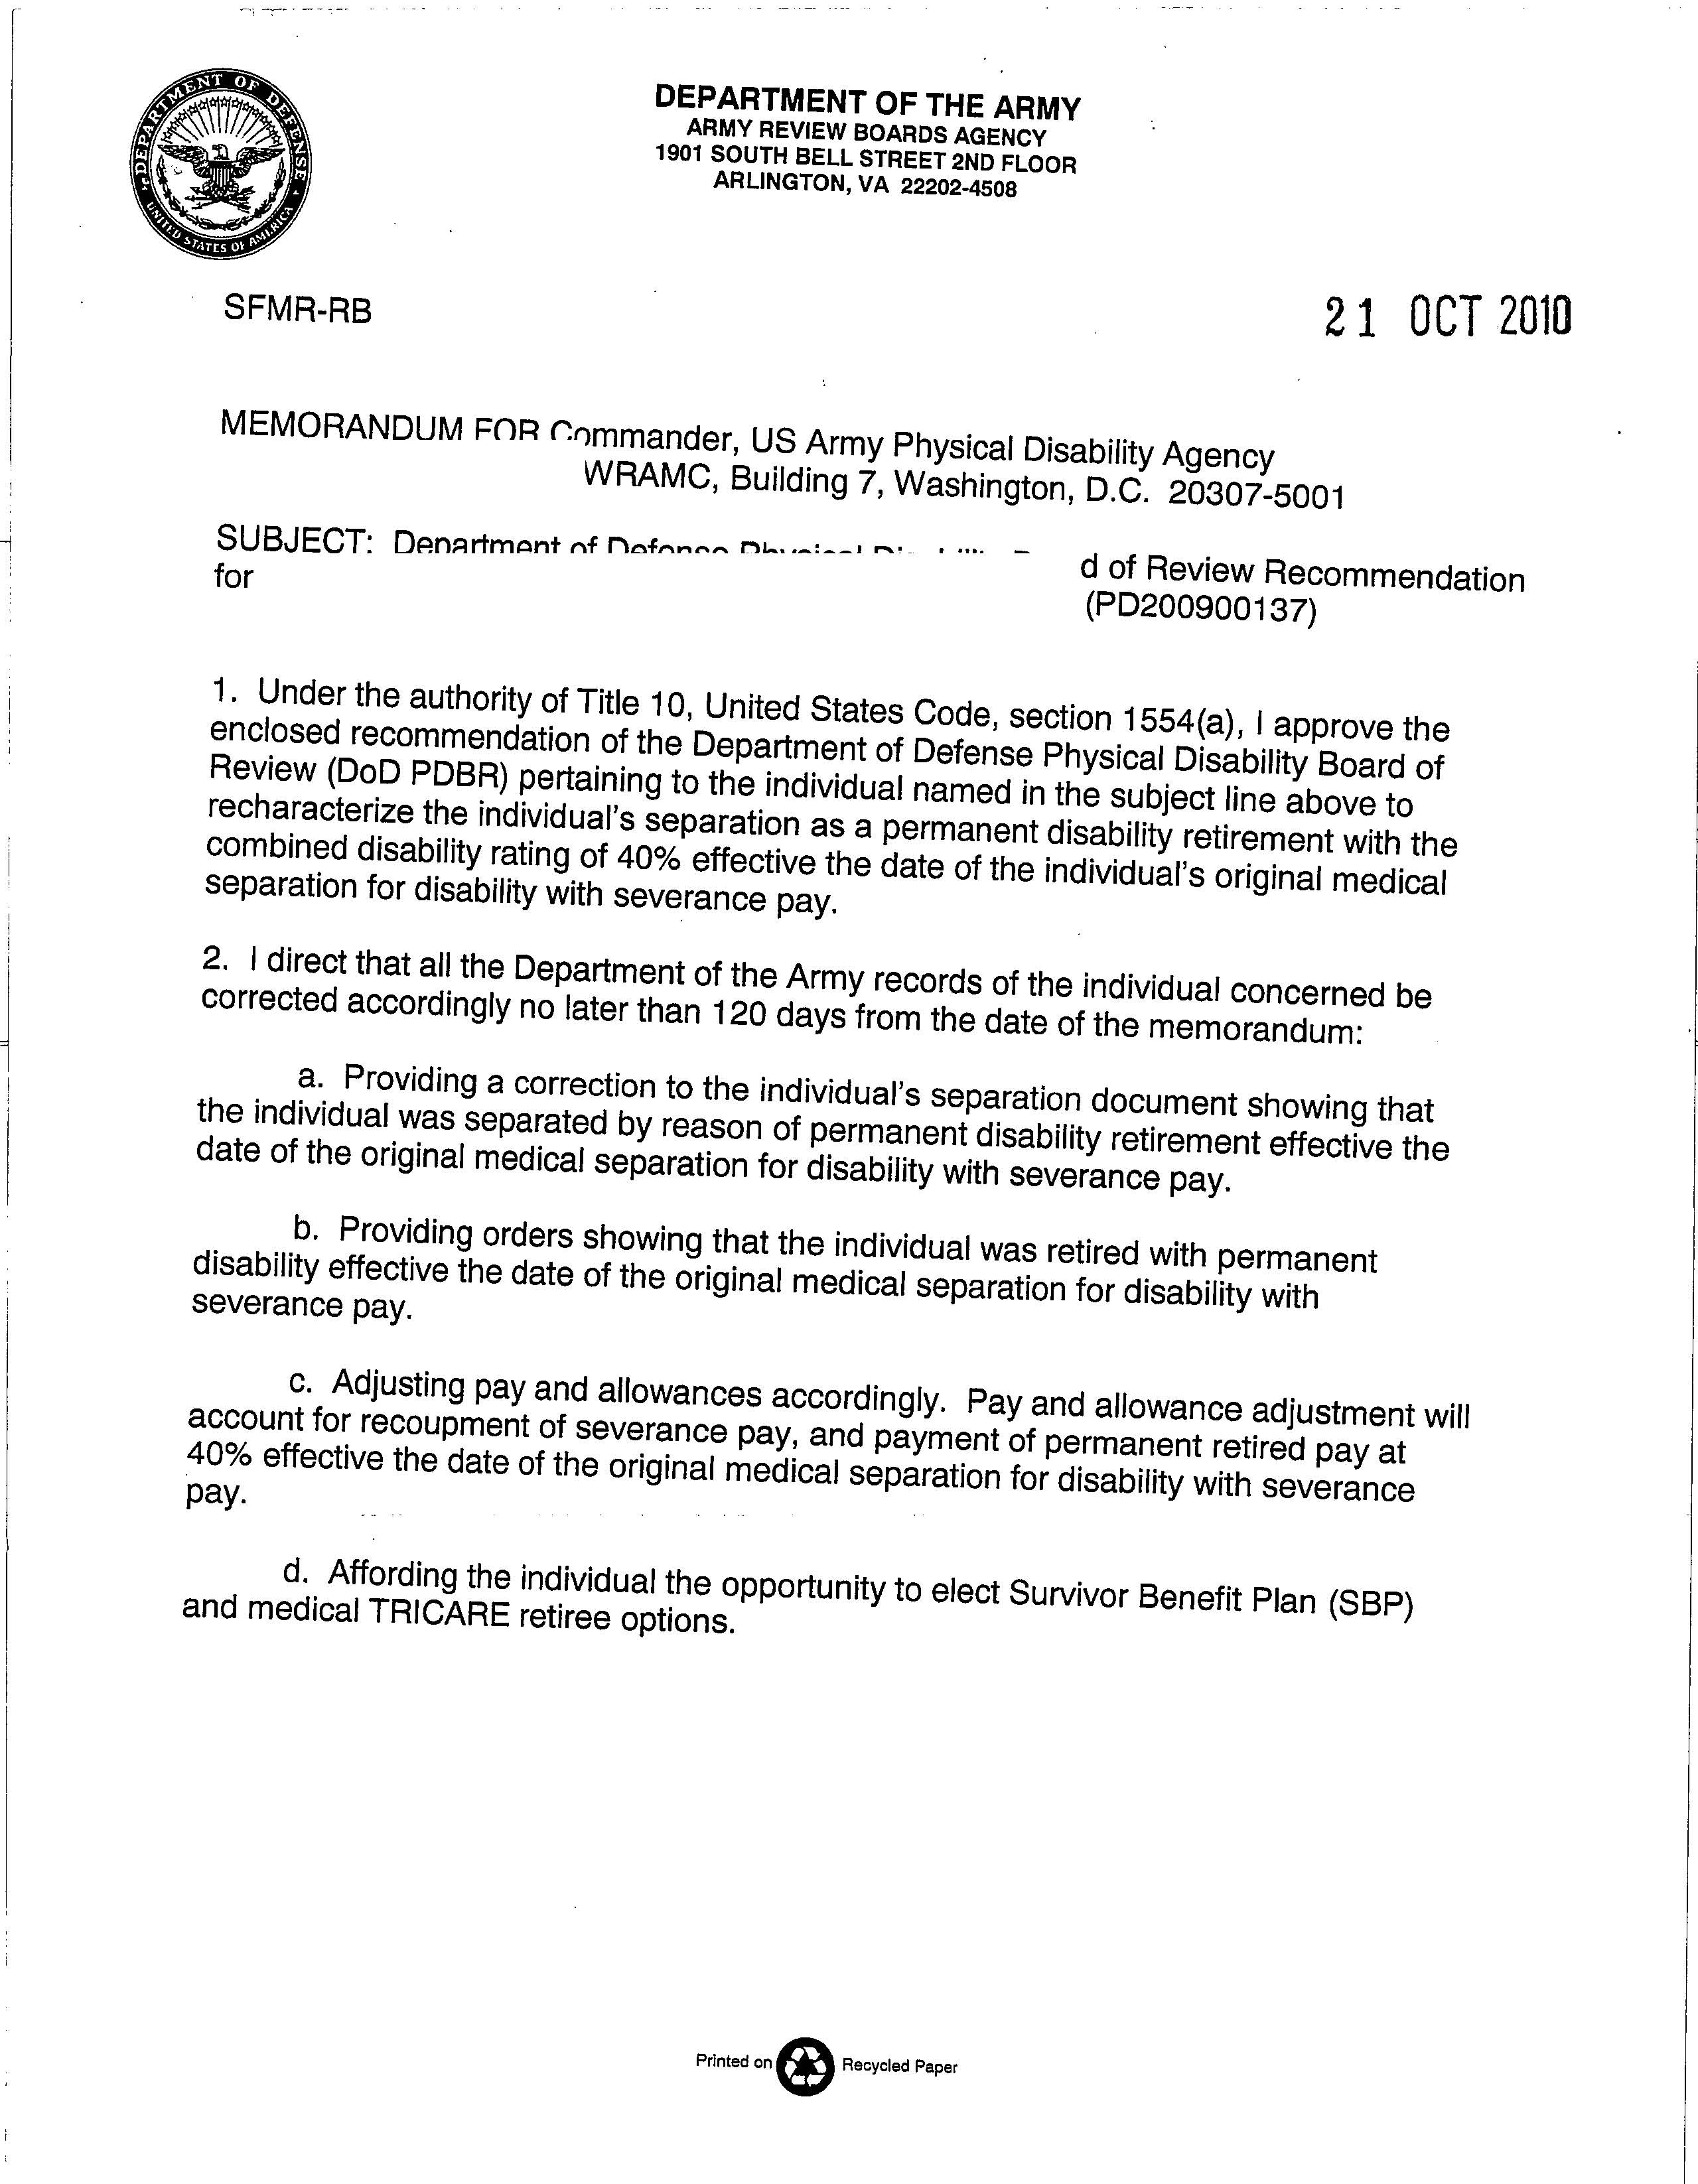 DEPARTMENT OF DEFENSE
UNITED STATES OF AMERICA
DEPARTMENT OF THE ARMY
ARMY REVIEW BOARDS AGENCY
1901 SOUTH BELL STREET 2ND FLOOR
ARLINGTON, VA 22202-4508
SFMR-RB
21 OCT 2010
MEMORANDUM FOR Commander, US Army Physical Disability Agency
WRAMC, Building 7, Washington, D.C. 20307-5001
SUBJECT: Department of Defense Physical d of Review Recommendation
for (PD200900137)
1. Under the authority of Title 10, United States Code, section 1554(a), I approve the
enclosed recommendation of the Department of Defense Physical Disability Board of
Review (DoD PDBR) pertaining to the individual named in the subject line above to
recharacterize the individual's separation as a permanent disability retirement with the
combined disability rating of 40% effective the date of the individual's original medical
separation for disability with severance pay.
2. I direct that all the Department of the Army records of the individual concerned be
corrected accordingly no later than 120 days from the date of the memorandum:
a. Providing a correction to the individual's separation document showing that
the individual was separated by reason of permanent disability retirement effective the
date of the original medical separation for disability with severance pay.
b. Providing orders showing that the individual was retired with permanent
disability effective the date of the original medical separation for disability with
severance pay.
c. Adjusting pay and allowances accordingly. Pay and allowance adjustment will
account for recoupment of severance pay, and payment of permanent retired pay at
40% effective the date of the original medical separation for disability with severance
pay.
d. Affording the individual the opportunity to elect Survivor Benefit Plan (SBP)
and medical TRICARE retiree options.
Printed on Recycled Paper